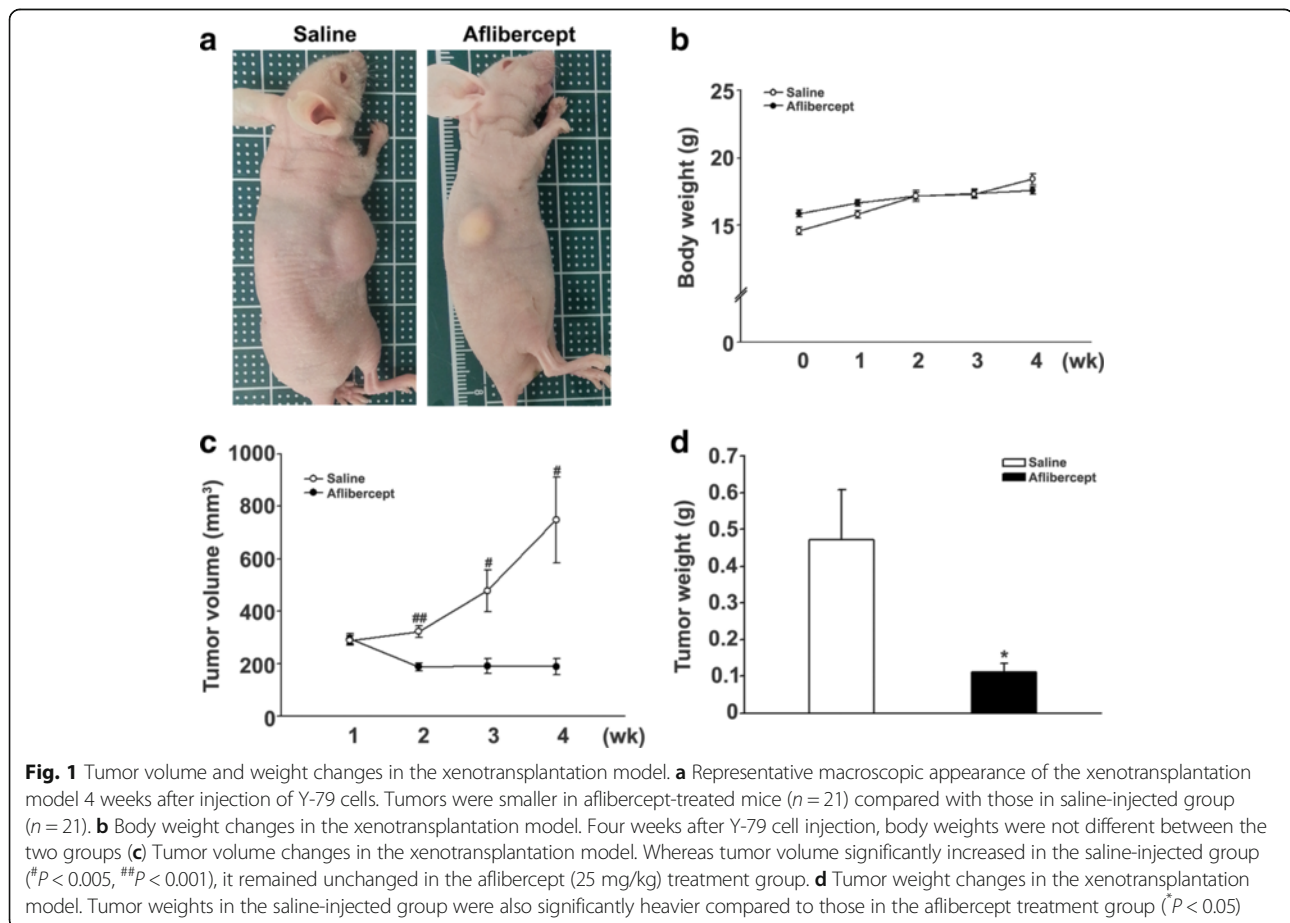 a
Saline
Aflibercept
b
Saline
Aflibercept
Body weight (g)
25
20
15
0
0 1 2 3 4 (wk)
c
Saline
Aflibercept
Tumor volume (mm³)
1000
800
600
400
200
0
##
#
#
1 2 3 4 (wk)
d
Saline
Aflibercept
Tumor weight (g)
0.7
0.6
0.5
0.4
0.3
0.2
0.1
0
*
Fig. 1 Tumor volume and weight changes in the xenotransplantation model. a Representative macroscopic appearance of the xenotransplantation
model 4 weeks after injection of Y-79 cells. Tumors were smaller in aflibercept-treated mice (n = 21) compared with those in saline-injected group
(n = 21). b Body weight changes in the xenotransplantation model. Four weeks after Y-79 cell injection, body weights were not different between the
two groups (c) Tumor volume changes in the xenotransplantation model. Whereas tumor volume significantly increased in the saline-injected group
(#P < 0.005, ##P < 0.001), it remained unchanged in the aflibercept (25 mg/kg) treatment group. d Tumor weight changes in the xenotransplantation
model. Tumor weights in the saline-injected group were also significantly heavier compared to those in the aflibercept treatment group (*P < 0.05)